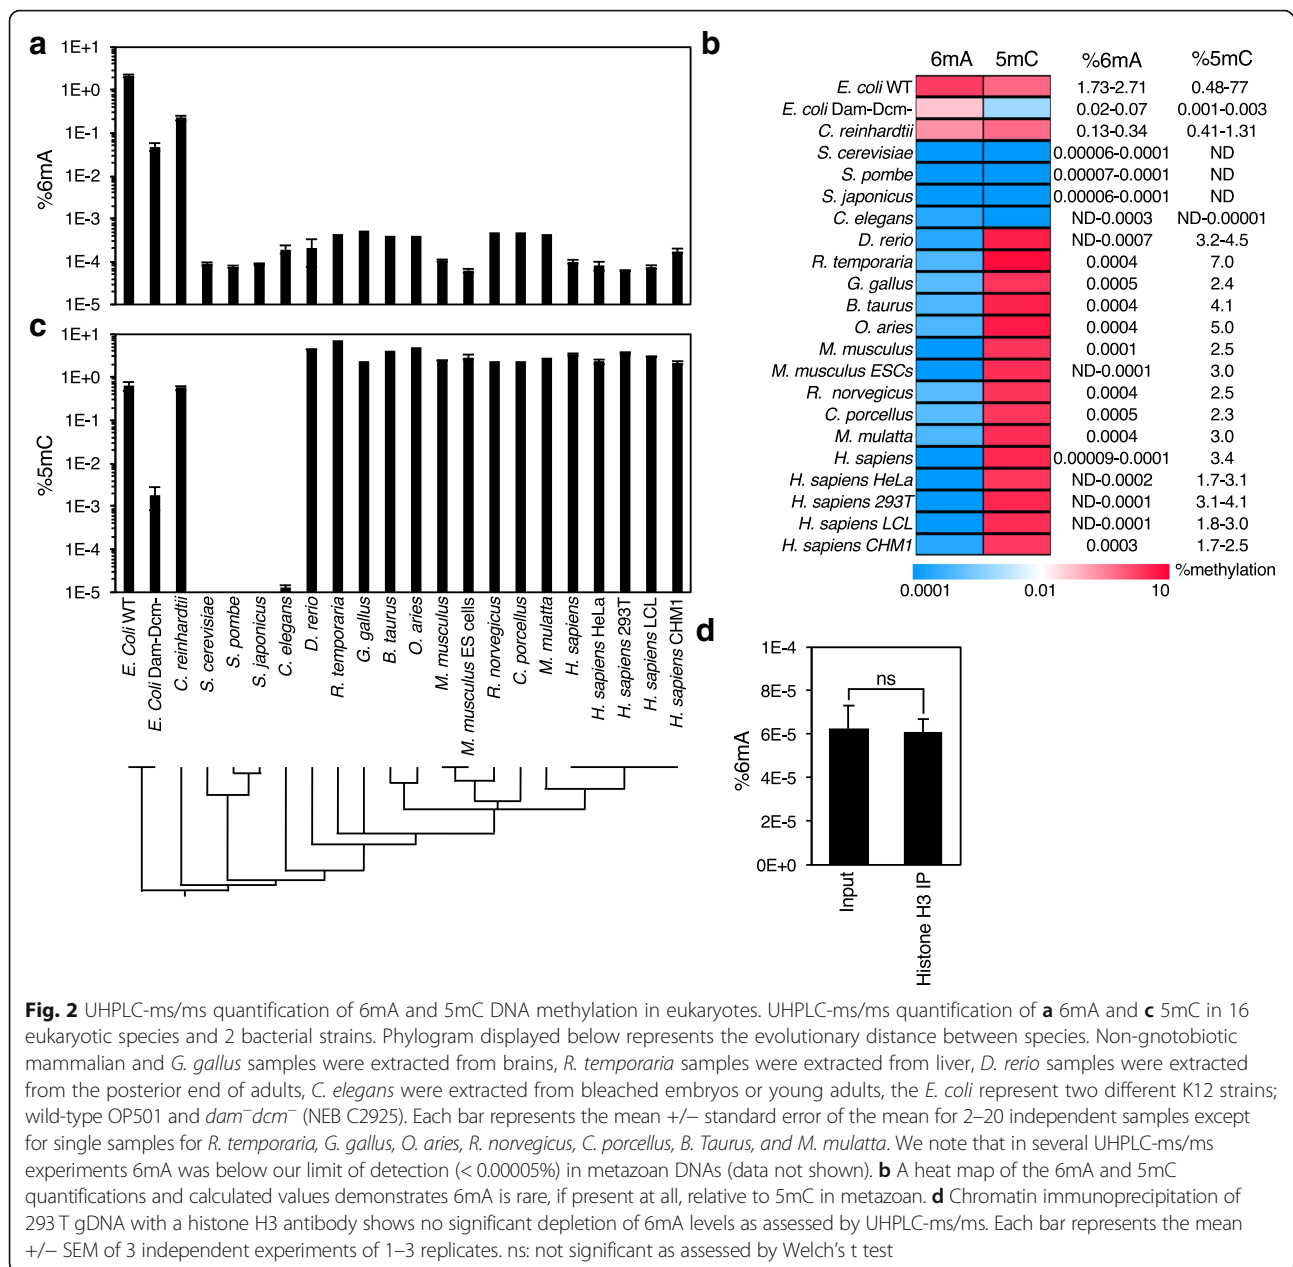 a
1E+1
1E+0
1E-1
1E-2
1E-3
1E-4
1E-5
%6mA
c
1E+1
1E+0
1E-1
1E-2
1E-3
1E-4
1E-5
%5mC
E. Coli WT
E. Coli Dam-Dcm-
C. reinhardtii
S. cerevisiae
S. pombe
S. japonicus
C. elegans
D. rerio
R. temporaria
G. gallus
B. taurus
O. aries
M. musculus
M. musculus ES cells
R. norvegicus
C. porcellus
M. mulatta
H. sapiens
H. sapiens HeLa
H. sapiens 293T
H. sapiens LCL
H. sapiens CHM1
b
6mA 5mC %6mA %5mC
E. coli WT 1.73-2.71 0.48-77
E. coli Dam-Dcm- 0.02-0.07 0.001-0.003
C. reinhardtii 0.13-0.34 0.41-1.31
S. cerevisiae 0.00006-0.0001 ND
S. pombe 0.00007-0.0001 ND
S. japonicus 0.00006-0.0001 ND
C. elegans ND-0.0003 ND-0.00001
D. rerio ND-0.0007 3.2-4.5
R. temporaria 0.0004 7.0
G. gallus 0.0005 2.4
B. taurus 0.0004 4.1
O. aries 0.0004 5.0
M. musculus 0.0001 2.5
M. musculus ESCs ND-0.0001 3.0
R. norvegicus 0.0004 2.5
C. porcellus 0.0005 2.3
M. mulatta 0.0004 3.0
H. sapiens 0.00009-0.0001 3.4
H. sapiens HeLa ND-0.0002 1.7-3.1
H. sapiens 293T ND-0.0001 3.1-4.1
H. sapiens LCL ND-0.0001 1.8-3.0
H. sapiens CHM1 0.0003 1.7-2.5
%methylation
0.0001 0.01 10
d
1E-4
8E-5
6E-5
4E-5
2E-5
0E+0
%6mA
ns
Input
Histone H3 IP
Fig. 2 UHPLC-ms/ms quantification of 6mA and 5mC DNA methylation in eukaryotes. UHPLC-ms/ms quantification of a 6mA and c 5mC in 16
eukaryotic species and 2 bacterial strains. Phylogram displayed below represents the evolutionary distance between species. Non-gnotobiotic
mammalian and G. gallus samples were extracted from brains, R. temporaria samples were extracted from liver, D. rerio samples were extracted
from the posterior end of adults, C. elegans were extracted from bleached embryos or young adults, the E. coli represent two different K12 strains;
wild-type OP501 and dam⁻dcm⁻ (NEB C2925). Each bar represents the mean +/− standard error of the mean for 2–20 independent samples except
for single samples for R. temporaria, G. gallus, O. aries, R. norvegicus, C. porcellus, B. Taurus, and M. mulatta. We note that in several UHPLC-ms/ms
experiments 6mA was below our limit of detection (< 0.00005%) in metazoan DNAs (data not shown). b A heat map of the 6mA and 5mC
quantifications and calculated values demonstrates 6mA is rare, if present at all, relative to 5mC in metazoan. d Chromatin immunoprecipitation of
293 T gDNA with a histone H3 antibody shows no significant depletion of 6mA levels as assessed by UHPLC-ms/ms. Each bar represents the mean
+/− SEM of 3 independent experiments of 1–3 replicates. ns: not significant as assessed by Welch's t test